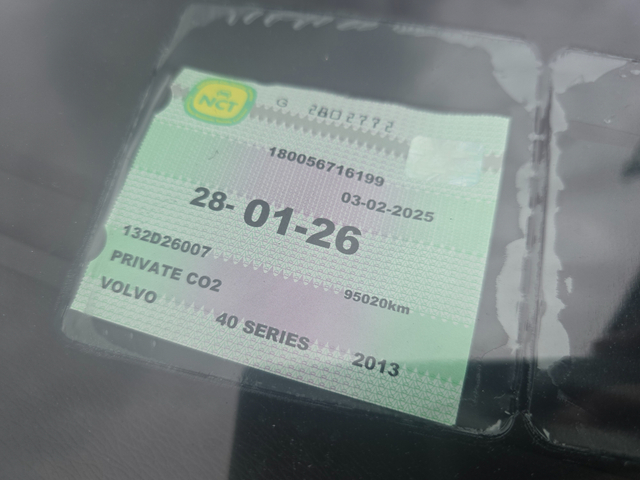 NCT
G 2802772
180056716199
03-02-2025
28-01-26
132D26007
PRIVATE CO2 95020km
VOLVO 40 SERIES 2013